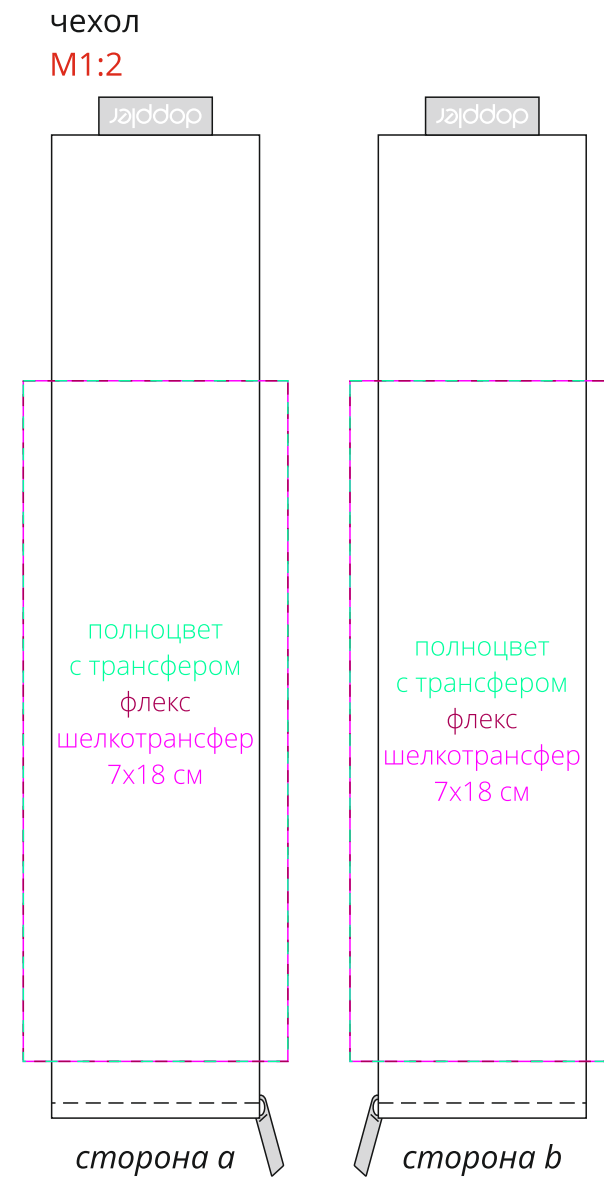 чехол
М1:2
doppler
doppler
полноцвет
с трансфером
флекс
шелкотрансфер
7х18 см
полноцвет
с трансфером
флекс
шелкотрансфер
7х18 см
сторона a
сторона b